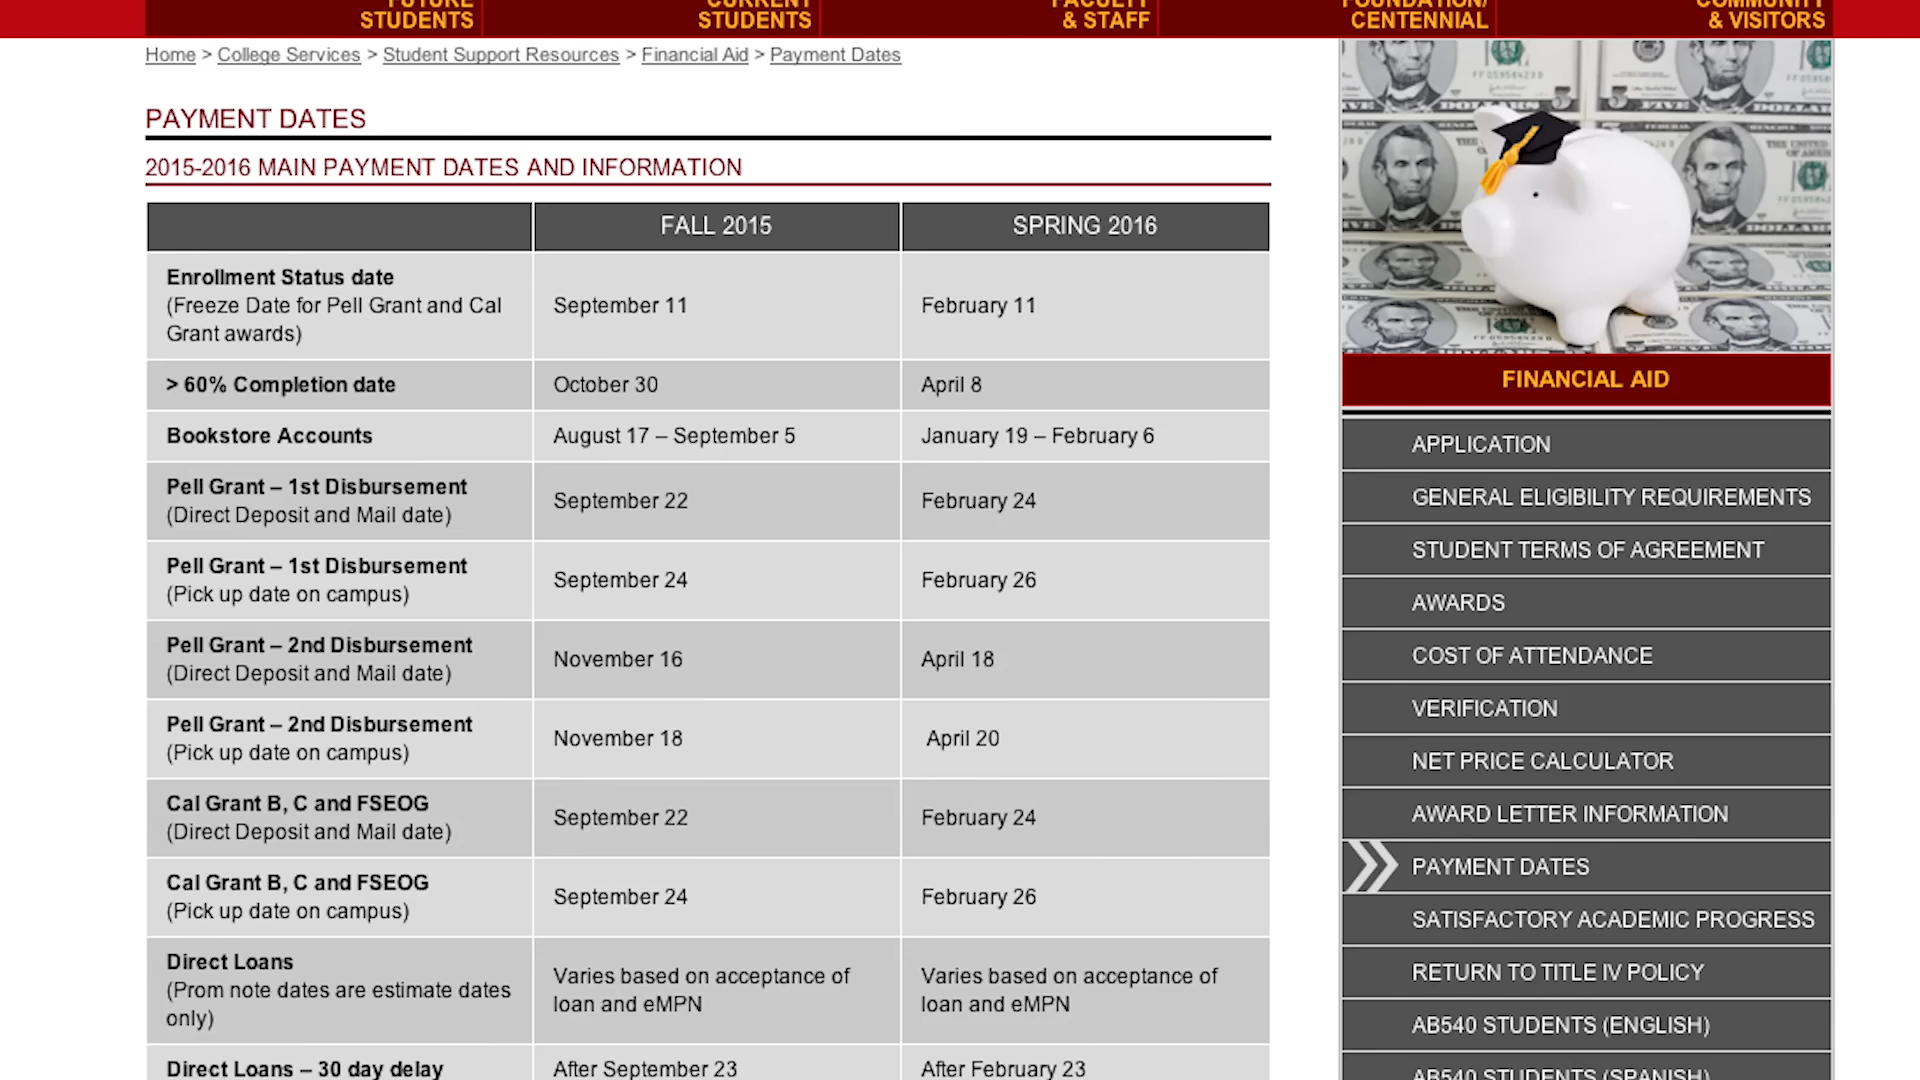 FUTURE
STUDENTS
CURRENT
STUDENTS
FACULTY
& STAFF
FOUNDATION/
CENTENNIAL
COMMUNITY
& VISITORS
Home > College Services > Student Support Resources > Financial Aid > Payment Dates
PAYMENT DATES
2015-2016 MAIN PAYMENT DATES AND INFORMATION
FALL 2015
SPRING 2016
Enrollment Status date
(Freeze Date for Pell Grant and Cal
Grant awards)
September 11
February 11
> 60% Completion date
October 30
April 8
Bookstore Accounts
August 17 – September 5
January 19 – February 6
Pell Grant – 1st Disbursement
(Direct Deposit and Mail date)
September 22
February 24
Pell Grant – 1st Disbursement
(Pick up date on campus)
September 24
February 26
Pell Grant – 2nd Disbursement
(Direct Deposit and Mail date)
November 16
April 18
Pell Grant – 2nd Disbursement
(Pick up date on campus)
November 18
April 20
Cal Grant B, C and FSEOG
(Direct Deposit and Mail date)
September 22
February 24
Cal Grant B, C and FSEOG
(Pick up date on campus)
September 24
February 26
Direct Loans
(Prom note dates are estimate dates
only)
Varies based on acceptance of
loan and eMPN
Varies based on acceptance of
loan and eMPN
Direct Loans – 30 day delay
After September 23
After February 23
FINANCIAL AID
APPLICATION
GENERAL ELIGIBILITY REQUIREMENTS
STUDENT TERMS OF AGREEMENT
AWARDS
COST OF ATTENDANCE
VERIFICATION
NET PRICE CALCULATOR
AWARD LETTER INFORMATION
PAYMENT DATES
SATISFACTORY ACADEMIC PROGRESS
RETURN TO TITLE IV POLICY
AB540 STUDENTS (ENGLISH)
AB540 STUDENTS (SPANISH)